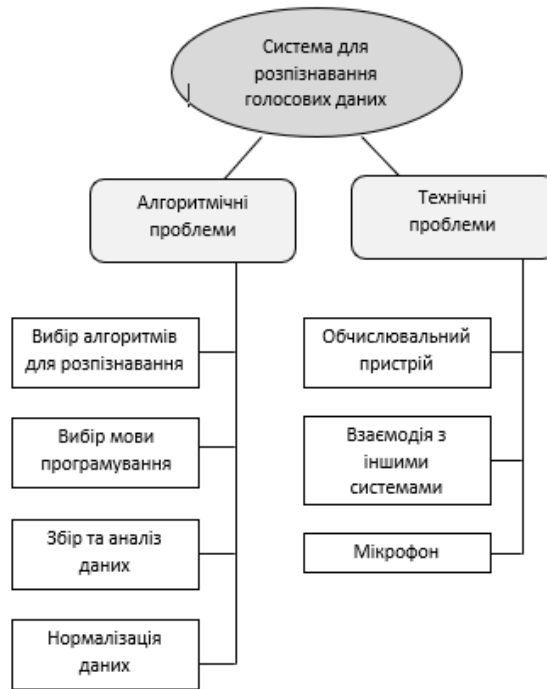 Система для
розпізнавання
голосових даних
Алгоритмічні
проблеми
Технічні
проблеми
Вибір алгоритмів
для розпізнавання
Вибір мови
програмування
Збір та аналіз
даних
Нормалізація
даних
Обчислювальний
пристрій
Взаємодія з
іншими
системами
Мікрофон